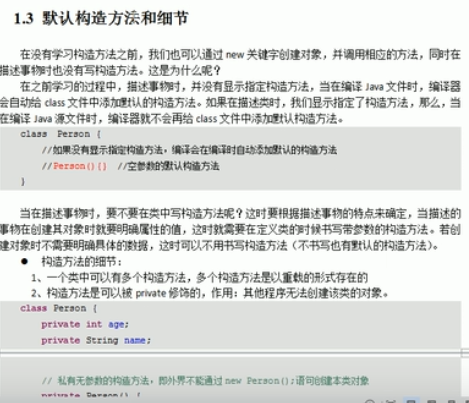 1.3 默认构造方法和细节
在没有学习构造方法之前，我们也可以通过 new 关键字创建对象，并调用相应的方法，同时在
描述事物时也没有写构造方法。这是为什么呢？
在之前学习的过程中，描述事物时，并没有显示指定构造方法，当在编译 Java 文件时，编译器
会自动给 class 文件中添加默认的构造方法。如果在描述类时，我们显示指定了构造方法，那么，当
在编译 Java 源文件时，编译器就不会再给 class 文件中添加默认构造方法。
class Person {
//如果没有显示指定构造方法，编译会在编译时自动添加默认的构造方法
//Person(){} //空参数的默认构造方法
}
当在描述事物时，要不要在类中写构造方法呢？这时要根据描述事物的特点来确定，当描述的
事物在创建其对象时就要明确属性的值，这时就需要在定义类的时候书写带参数的构造方法。若创
建对象时不需要明确具体的数据，这时可以不用书写构造方法（不书写也有默认的构造方法）。
● 构造方法的细节：
1、一个类中可以有多个构造方法，多个构造方法是以重载的形式存在的
2、构造方法是可以被 private 修饰的，作用：其他程序无法创建该类的对象。
class Person {
private int age;
private String name;
// 私有无参数的构造方法，即外界不能通过 new Person();语句创建本类对象
private Person() {